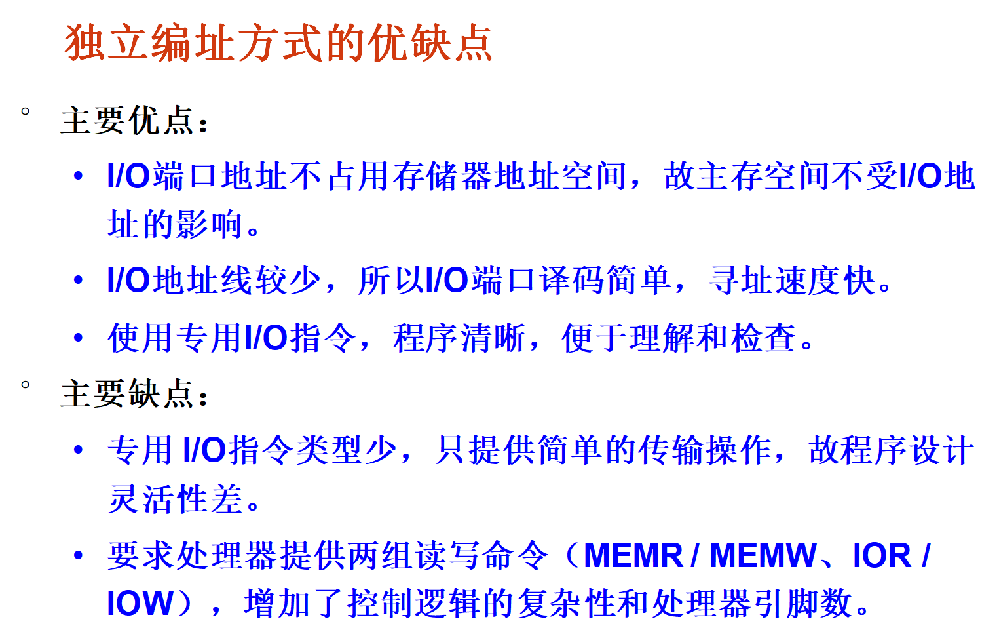 独立编址方式的优缺点
° 主要优点：
• I/O端口地址不占用存储器地址空间，故主存空间不受I/O地
址的影响。
• I/O地址线较少，所以I/O端口译码简单，寻址速度快。
• 使用专用I/O指令，程序清晰，便于理解和检查。
° 主要缺点：
• 专用 I/O指令类型少，只提供简单的传输操作，故程序设计
灵活性差。
• 要求处理器提供两组读写命令（MEMR / MEMW、IOR /
IOW），增加了控制逻辑的复杂性和处理器引脚数。